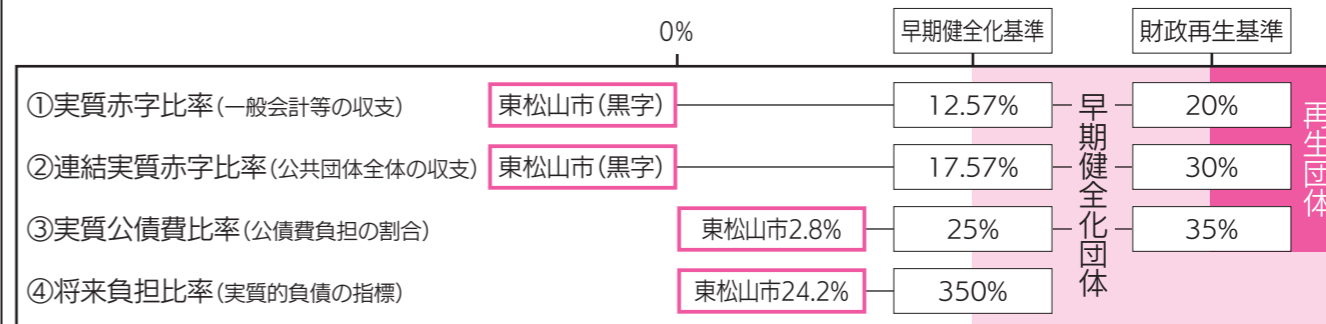 0% 早期健全化基準 財政再生基準
①実質赤字比率(一般会計等の収支) 東松山市(黒字) 12.57% 20%
②連結実質赤字比率(公共団体全体の収支) 東松山市(黒字) 17.57% 30%
③実質公債費比率(公債費負担の割合) 東松山市2.8% 25% 35%
④将来負担比率(実質的負債の指標) 東松山市24.2% 350%
早期健全化団体
再生団体